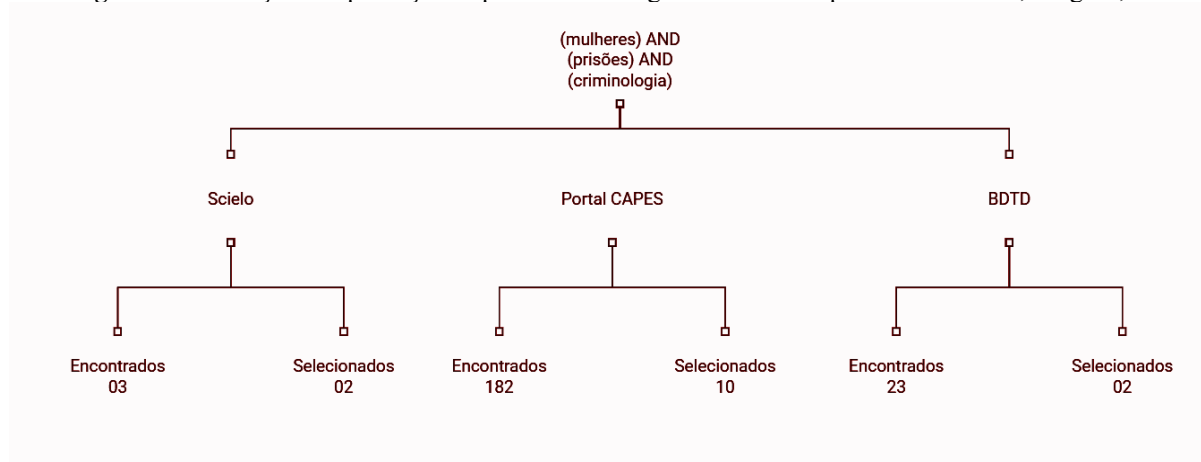 (mulheres) AND
(prisões) AND
(criminologia)
Scielo
Portal CAPES
BDTD
Encontrados
03
Selecionados
02
Encontrados
182
Selecionados
10
Encontrados
23
Selecionados
02